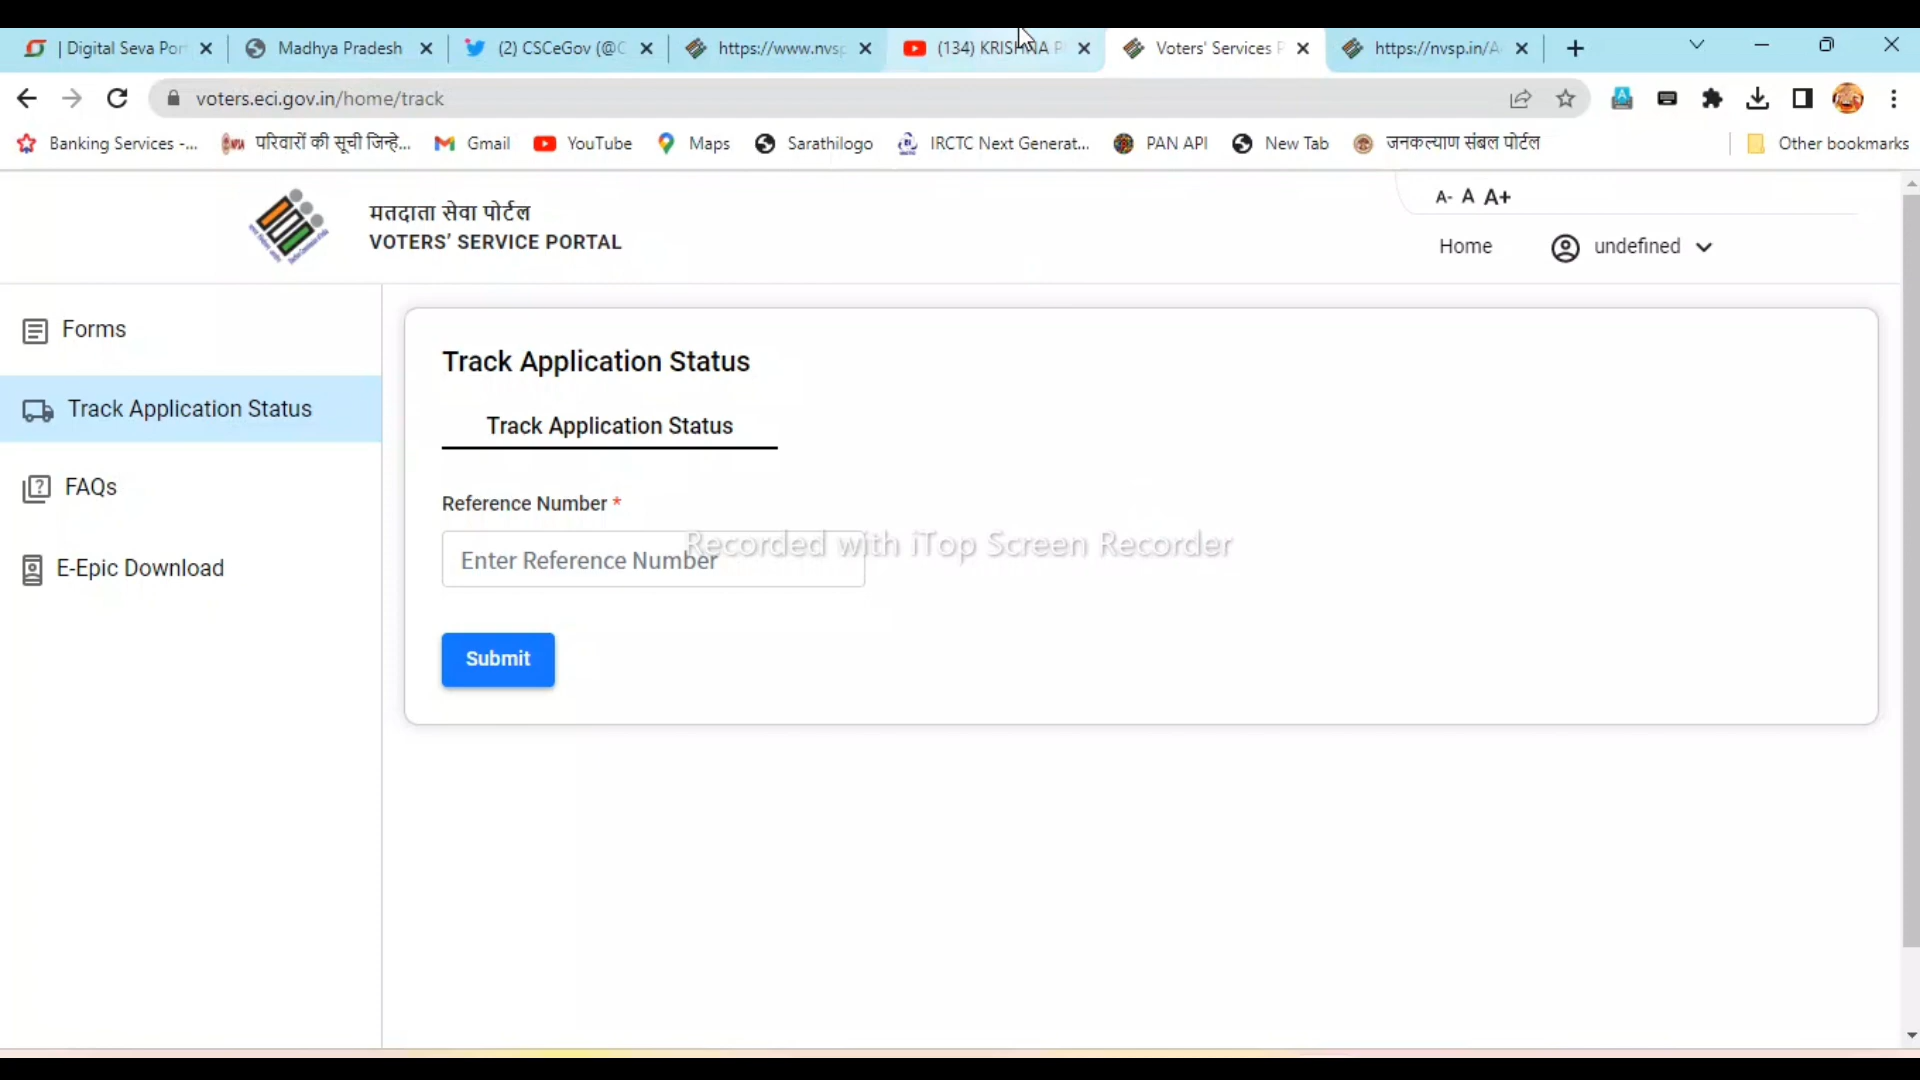 | Digital Seva Por
Madhya Pradesh
(2) CSCeGov (@C
https://www.nvsp
(134) KRISHNA P
Voters' Services P
https://nvsp.in/A
voters.eci.gov.in/home/track
Banking Services -...
परिवारों की सूची जिन्हे...
Gmail
YouTube
Maps
Sarathilogo
IRCTC Next Generat...
PAN API
New Tab
जनकल्याण संबल पोर्टल
Other bookmarks
मतदाता सेवा पोर्टल
VOTERS’ SERVICE PORTAL
A- A A+
Home
undefined
Forms
Track Application Status
FAQs
E-Epic Download
Track Application Status
Track Application Status
Reference Number *
Enter Reference Number
Recorded with iTop Screen Recorder
Submit